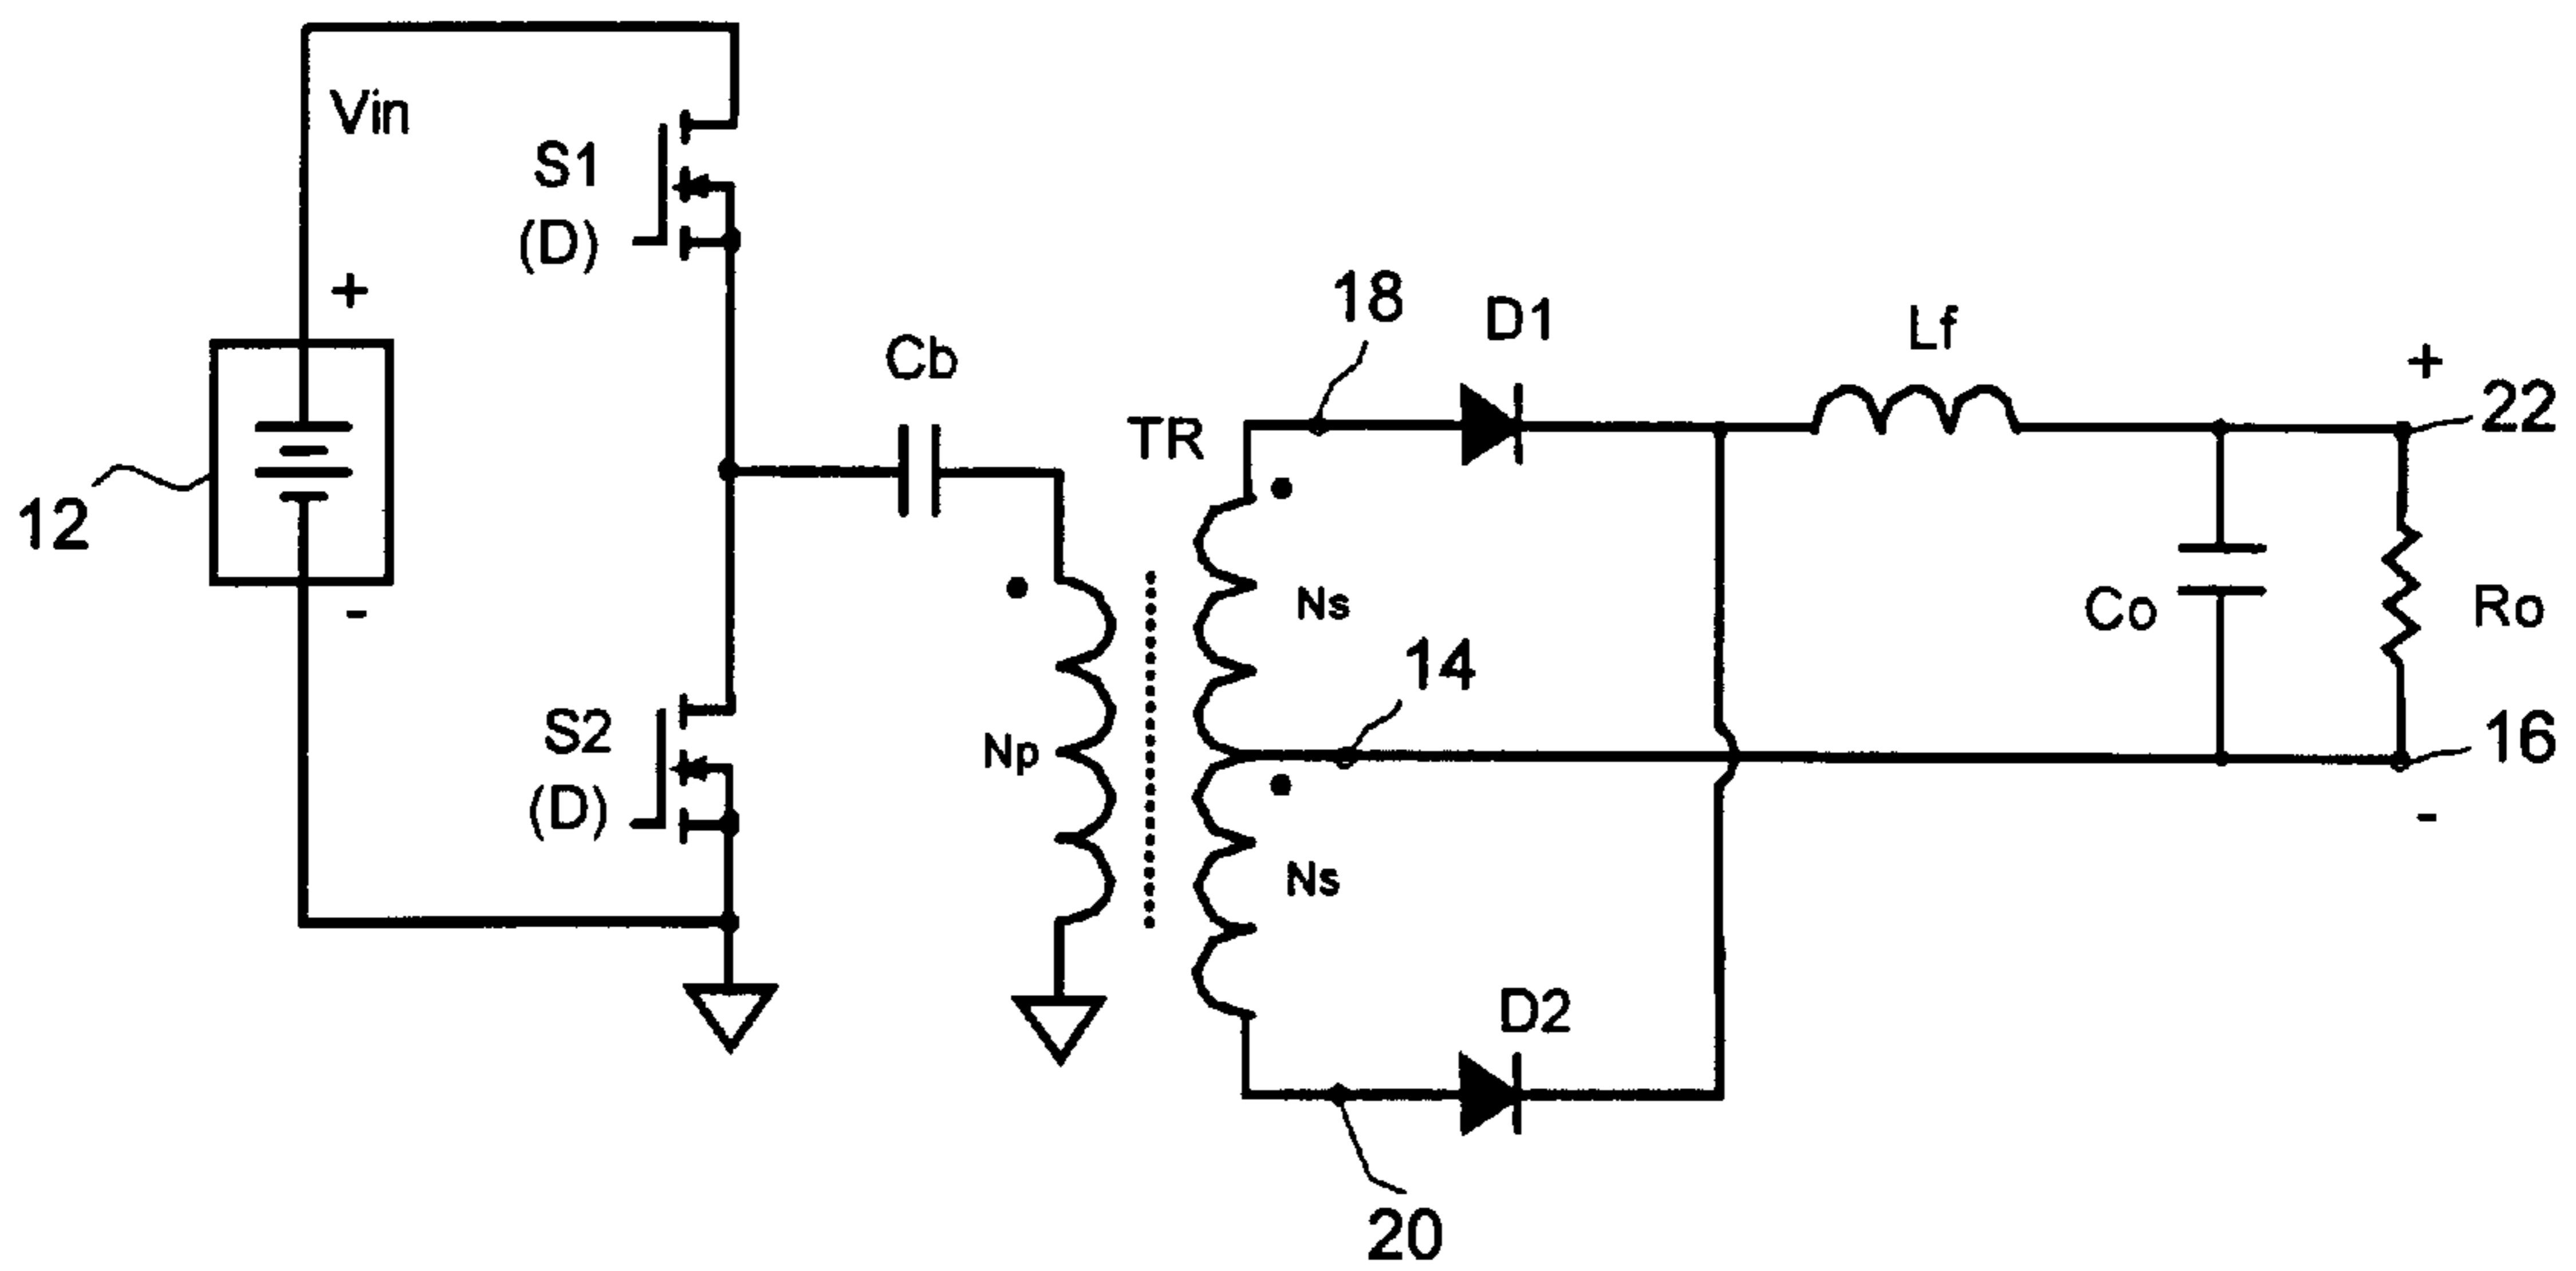 Vin
S1
(D)
+
12
-
Cb
TR
18
D1
Lf
+
22
Np
Ns
14
Co
Ro
16
-
S2
(D)
Ns
D2
20